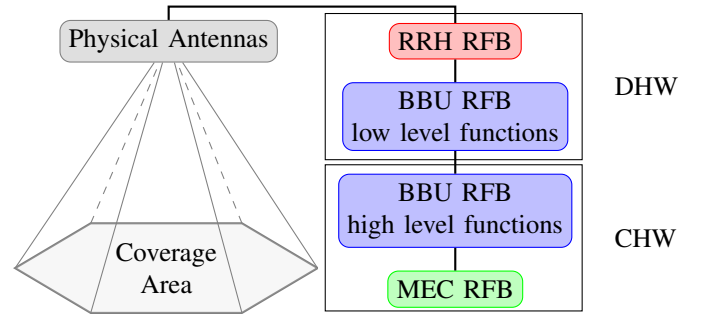 Physical Antennas
RRH RFB
BBU RFB
low level functions
DHW
BBU RFB
high level functions
CHW
Coverage
Area
MEC RFB